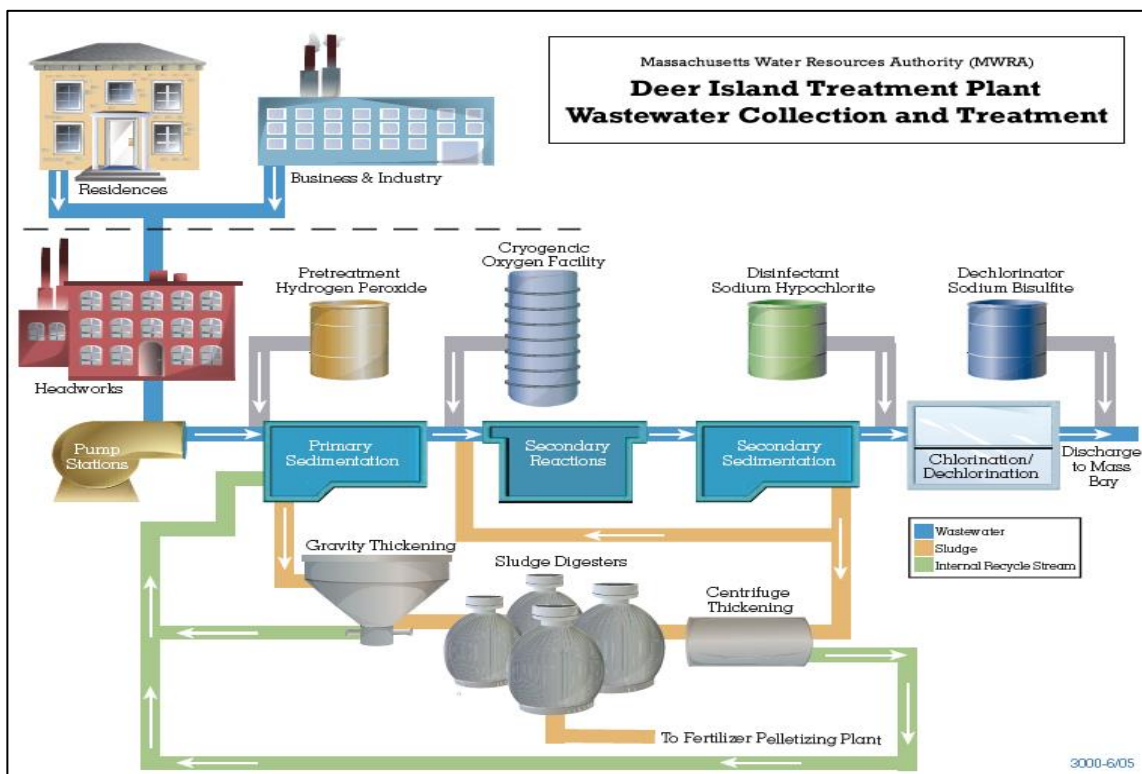 Massachusetts Water Resources Authority (MWRA)
Deer Island Treatment Plant
Wastewater Collection and Treatment
Residences
Business & Industry
Headworks
Pretreatment
Hydrogen Peroxide
Cryogencic
Oxygen Facility
Disinfectant
Sodium Hypochlorite
Dechlorinator
Sodium Bisulfite
Pump
Stations
Primary
Sedimentation
Secondary
Reactions
Secondary
Sedimentation
Chlorination/
Dechlorination
Discharge
to Mass
Bay
Wastewater
Sludge
Internal Recycle Stream
Gravity Thickening
Sludge Digesters
Centrifuge
Thickening
To Fertilizer Pelletizing Plant
3000-6/05